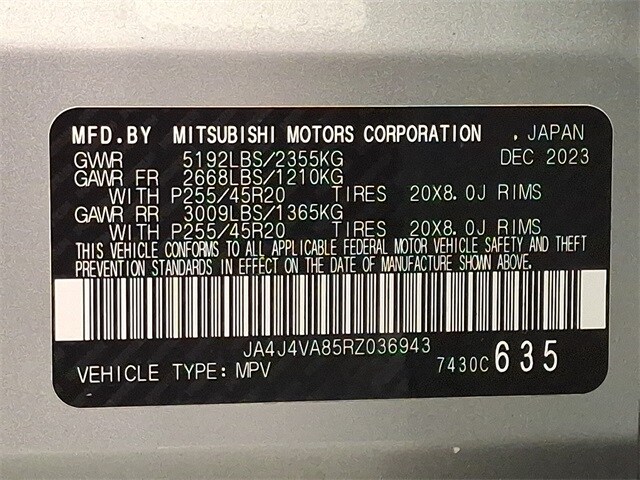 MFD.BY MITSUBISHI MOTORS CORPORATION , JAPAN
GVWR 5192LBS/2355KG DEC 2023
GAWR FR 2668LBS/1210KG
WITH P255/45R20 TIRES 20X8.0J RIMS
GAWR RR 3009LBS/1365KG
WITH P255/45R20 TIRES 20X8.0J RIMS
THIS VEHICLE CONFORMS TO ALL APPLICABLE FEDERAL MOTOR VEHICLE SAFETY AND THEFT
PREVENTION STANDARDS IN EFFECT ON THE DATE OF MANUFACTURE SHOWN ABOVE.
JA4J4VA85RZ036943
VEHICLE TYPE: MPV 7430C 635